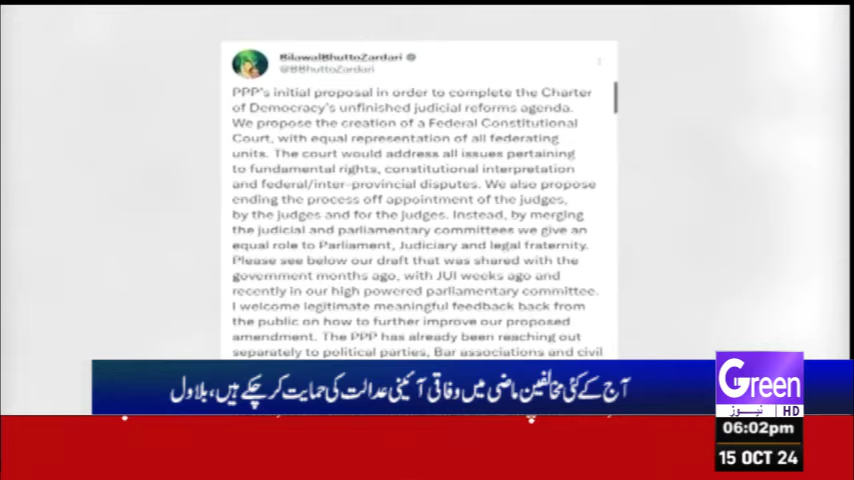 BilawalBhuttoZardari
@BBhuttoZardari
PPP's initial proposal in order to complete the Charter
of Democracy's unfinished judicial reforms agenda.
We propose the creation of a Federal Constitutional
Court, with equal representation of all federating
units. The court would address all issues pertaining
to fundamental rights, constitutional interpretation
and federal/inter-provincial disputes. We also propose
ending the process off appointment of the judges,
by the judges and for the judges. Instead, by merging
the judicial and parliamentary committees we give an
equal role to Parliament, Judiciary and legal fraternity.
Please see below our draft that was shared with the
government months ago, with JUI weeks ago and
recently in our high powered parliamentary committee.
I welcome legitimate meaningful feedback back from
the public on how to further improve our proposed
amendment. The PPP has already been reaching out
separately to political parties, Bar associations and civil
آج کے کئی مخالفین ماضی میں وفاقی آئینی عدالت کی حمایت کر چکے ہیں، بلاول
Green
نیوز HD
06:02pm
15 OCT 24